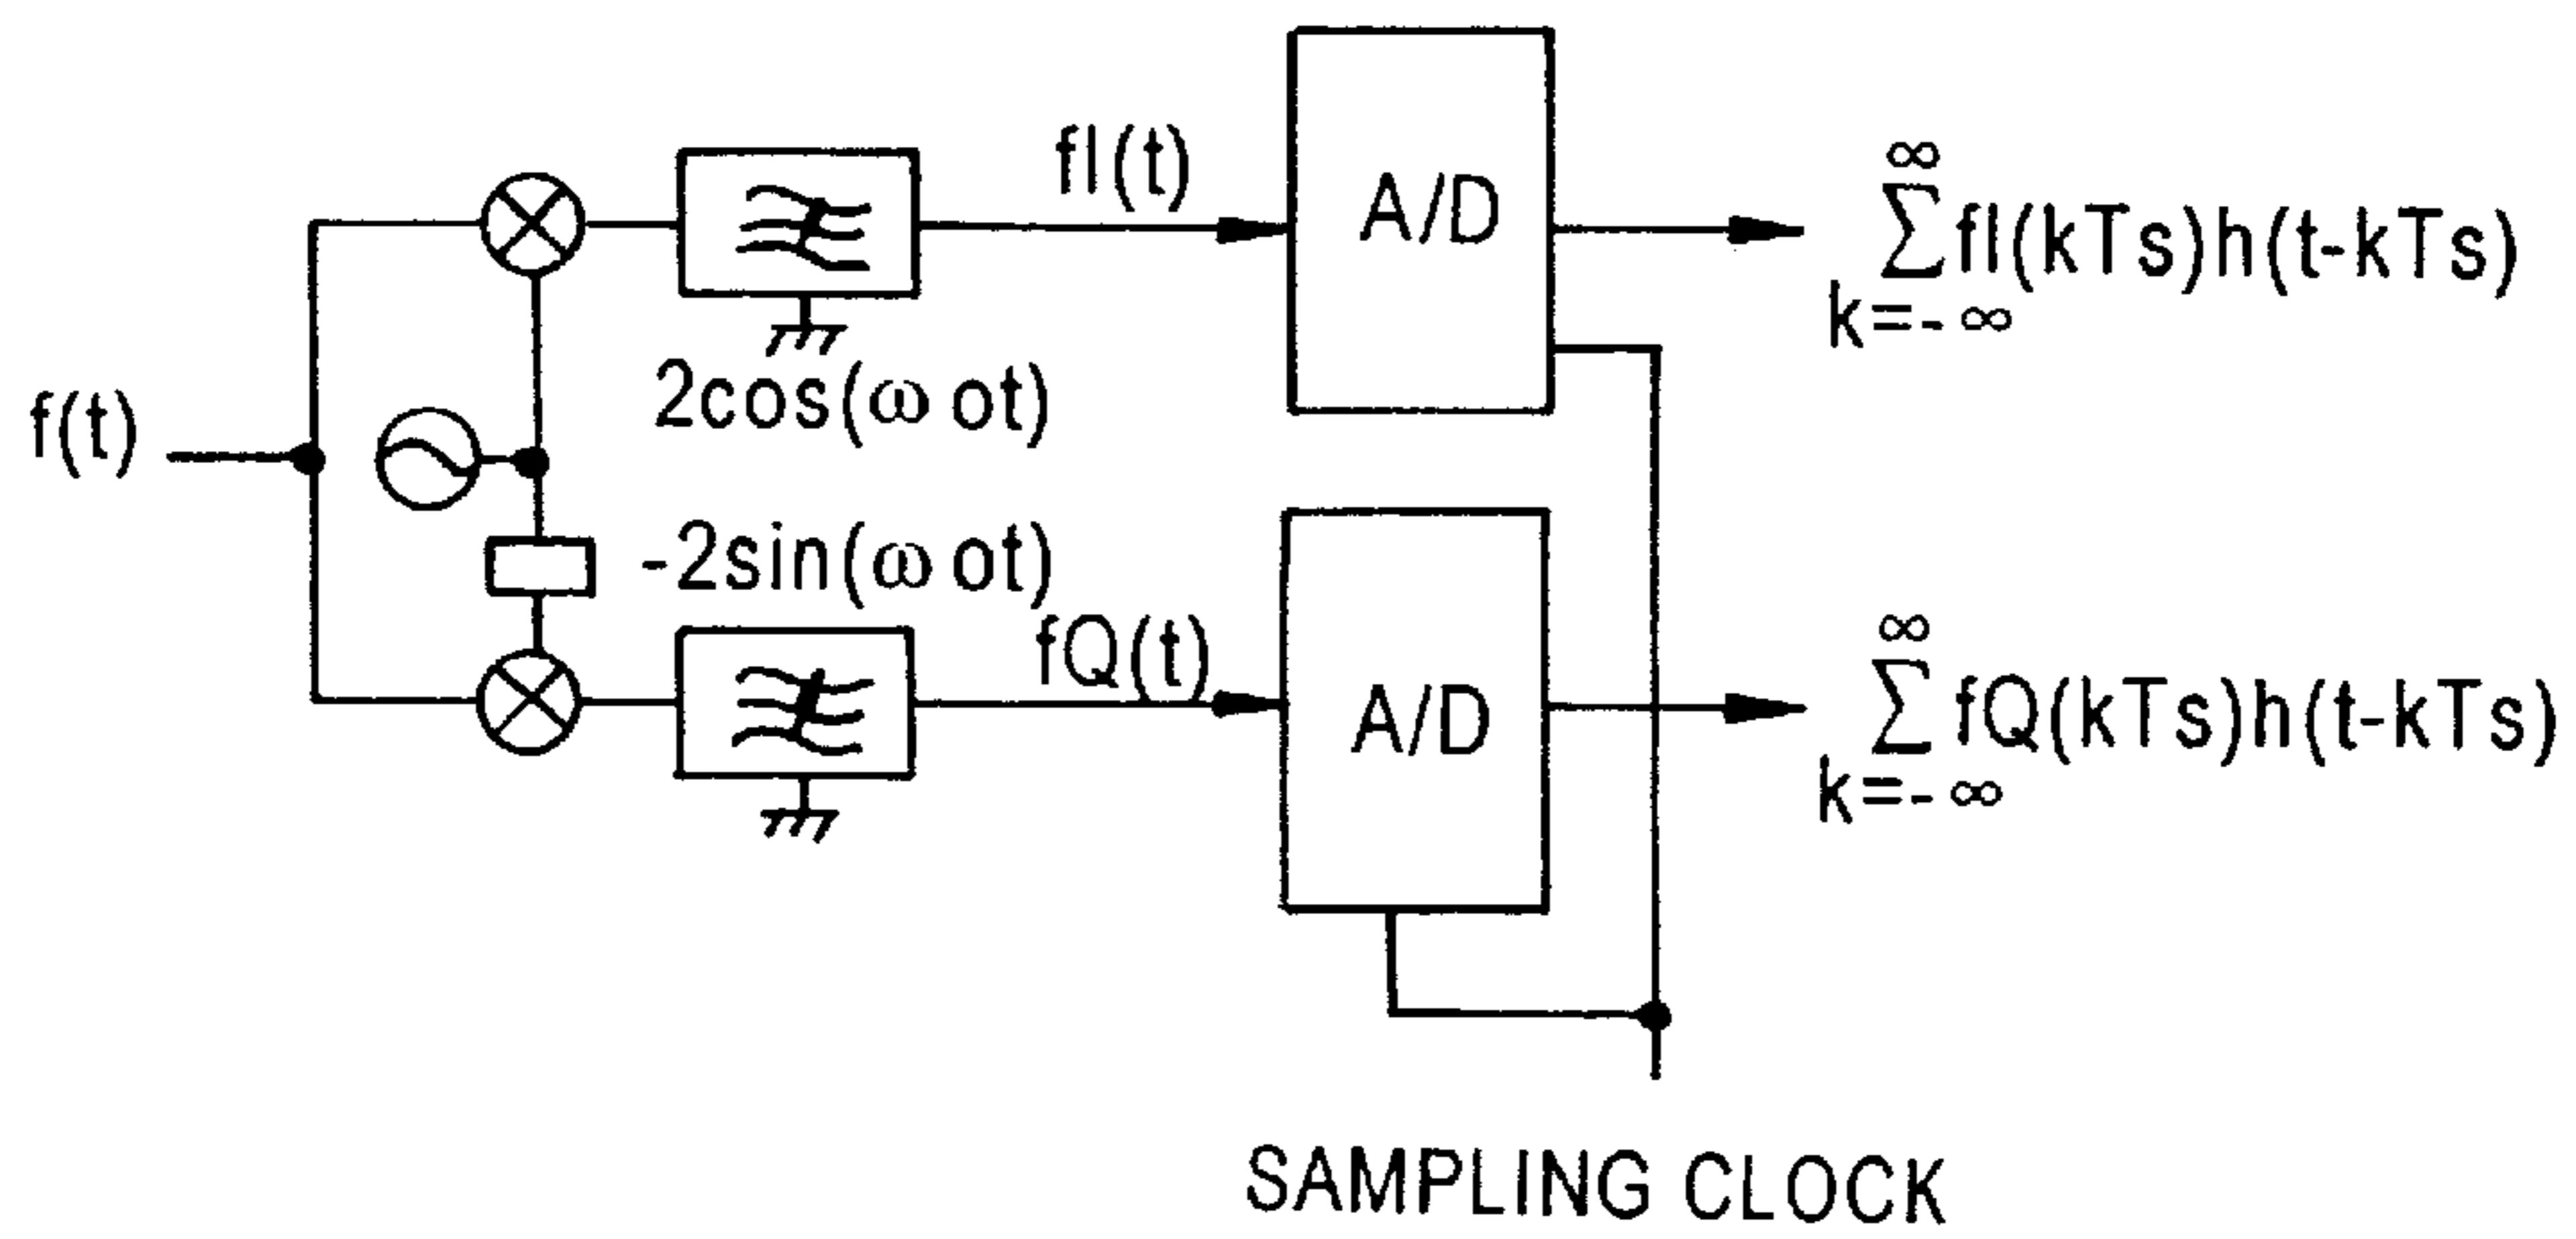 f(t)
fI(t)
A/D
∞
∑fI(kTs)h(t-kTs)
k=-∞
2cos(ω ot)
-2sin(ω ot)
fQ(t)
A/D
∞
∑fQ(kTs)h(t-kTs)
k=-∞
SAMPLING CLOCK